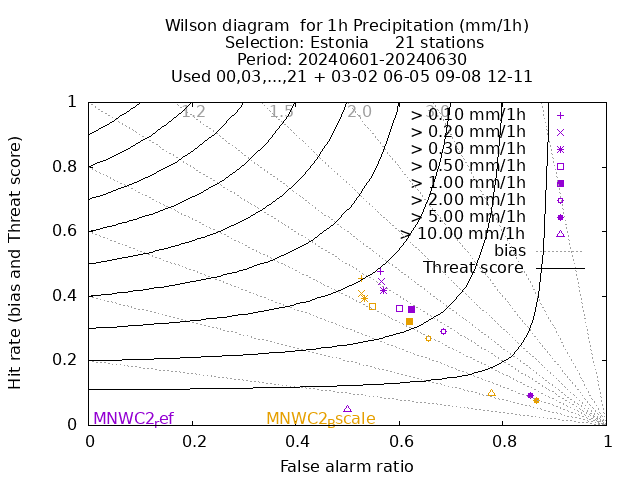 Wilson diagram  for 1h Precipitation (mm/1h)
Selection: Estonia     21 stations
Period: 20240601-20240630
Used 00,03,...,21 + 03-02 06-05 09-08 12-11
1.2 1.5 2.0 3.0
> 0.10 mm/1h
> 0.20 mm/1h
> 0.30 mm/1h
> 0.50 mm/1h
> 1.00 mm/1h
> 2.00 mm/1h
> 5.00 mm/1h
> 10.00 mm/1h
bias
Threat score
Hit rate (bias and Threat score)
1
0.8
0.6
0.4
0.2
0
MNWC2ref MNWC2Bscale
0 0.2 0.4 0.6 0.8 1
False alarm ratio